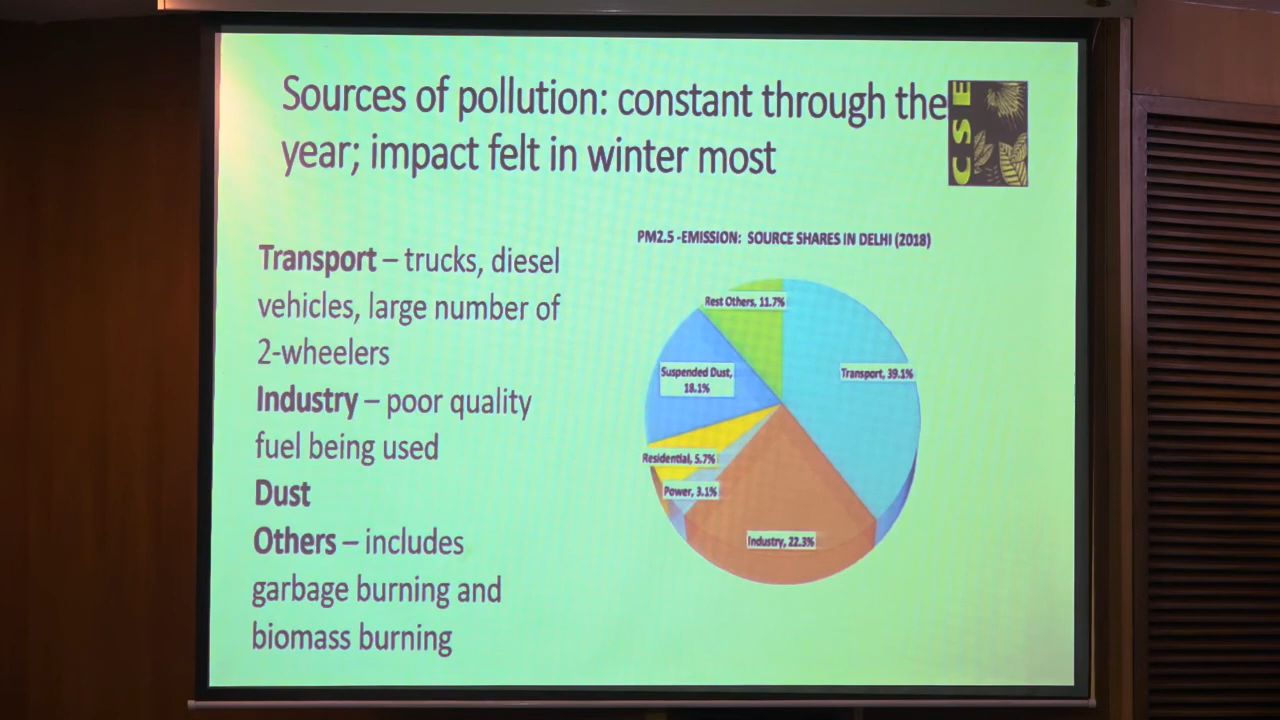 Sources of pollution: constant through the
year; impact felt in winter most
CSE
Transport – trucks, diesel
vehicles, large number of
2-wheelers
Industry – poor quality
fuel being used
Dust
Others – includes
garbage burning and
biomass burning
PM2.5 -EMISSION: SOURCE SHARES IN DELHI (2018)
Rest Others, 11.7%
Transport, 39.1%
Suspended Dust,
18.1%
Residential, 5.7%
Power, 3.1%
Industry, 22.3%